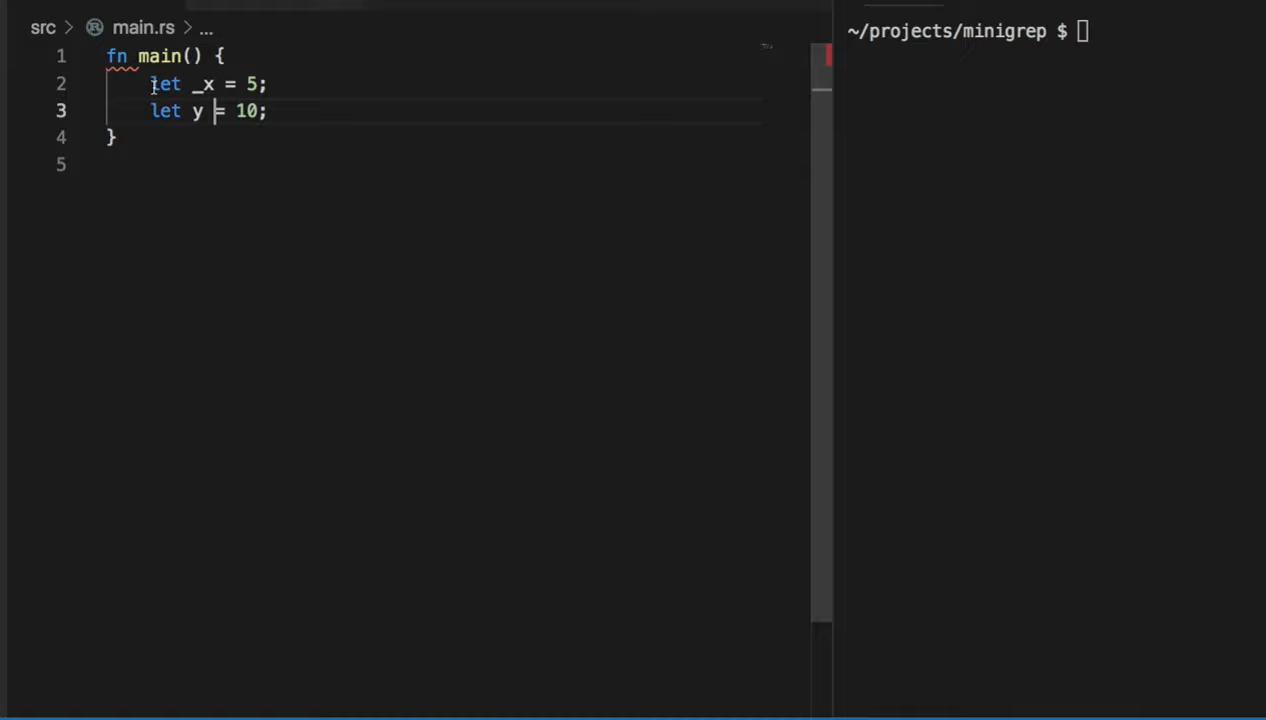 src > main.rs > ...
~/projects/minigrep $
1 fn main() {
2 let _x = 5;
3 let y = 10;
4 }
5